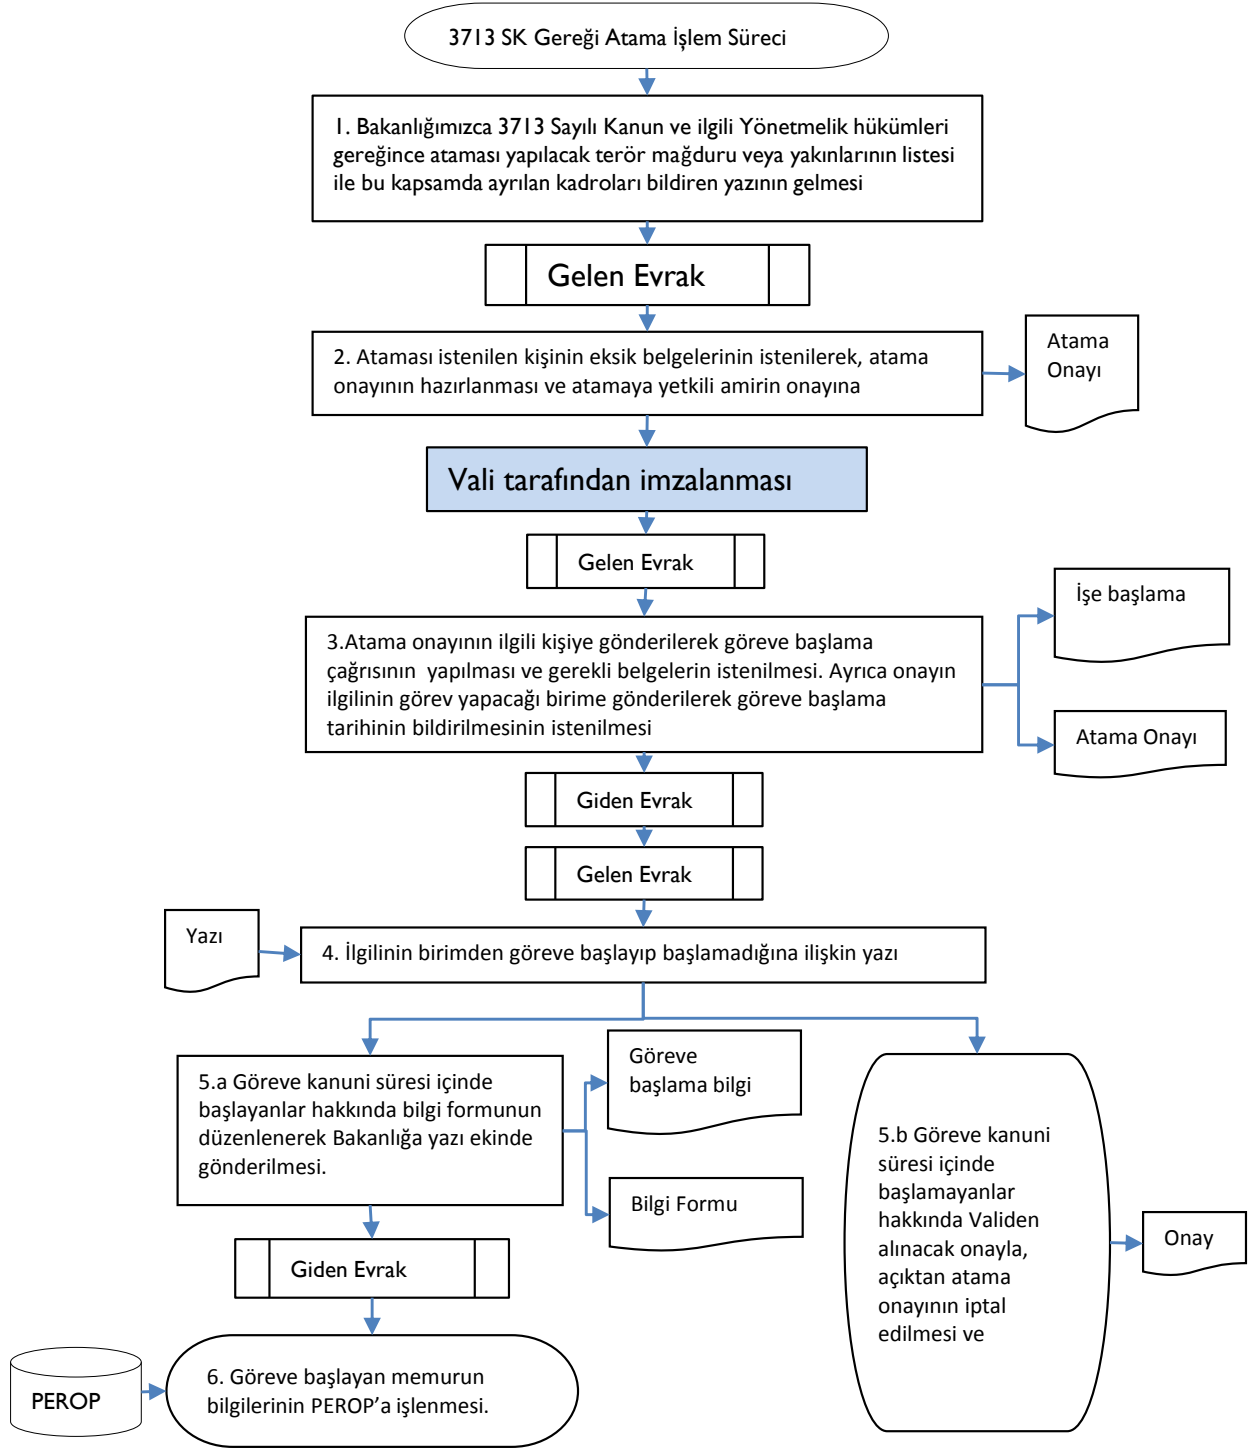 3713 SK Gereği Atama İşlem Süreci
1. Bakanlığımızca 3713 Sayılı Kanun ve ilgili Yönetmelik hükümleri
gereğince ataması yapılacak terör mağduru veya yakınlarının listesi
ile bu kapsamda ayrılan kadroları bildiren yazının gelmesi
Gelen Evrak
2. Ataması istenilen kişinin eksik belgelerinin istenilerek, atama
onayının hazırlanması ve atamaya yetkili amirin onayına
Atama
Onayı
Vali tarafından imzalanması
Gelen Evrak
3.Atama onayının ilgili kişiye gönderilerek göreve başlama
çağrısının  yapılması ve gerekli belgelerin istenilmesi. Ayrıca onayın
ilgilinin görev yapacağı birime gönderilerek göreve başlama
tarihinin bildirilmesinin istenilmesi
İşe başlama
Atama Onayı
Giden Evrak
Gelen Evrak
Yazı
4. İlgilinin birimden göreve başlayıp başlamadığına ilişkin yazı
5.a Göreve kanuni süresi içinde
başlayanlar hakkında bilgi formunun
düzenlenerek Bakanlığa yazı ekinde
gönderilmesi.
Göreve
başlama bilgi
Bilgi Formu
5.b Göreve kanuni
süresi içinde
başlamayanlar
hakkında Validen
alınacak onayla,
açıktan atama
onayının iptal
edilmesi ve
Onay
Giden Evrak
PEROP
6. Göreve başlayan memurun
bilgilerinin PEROP’a işlenmesi.